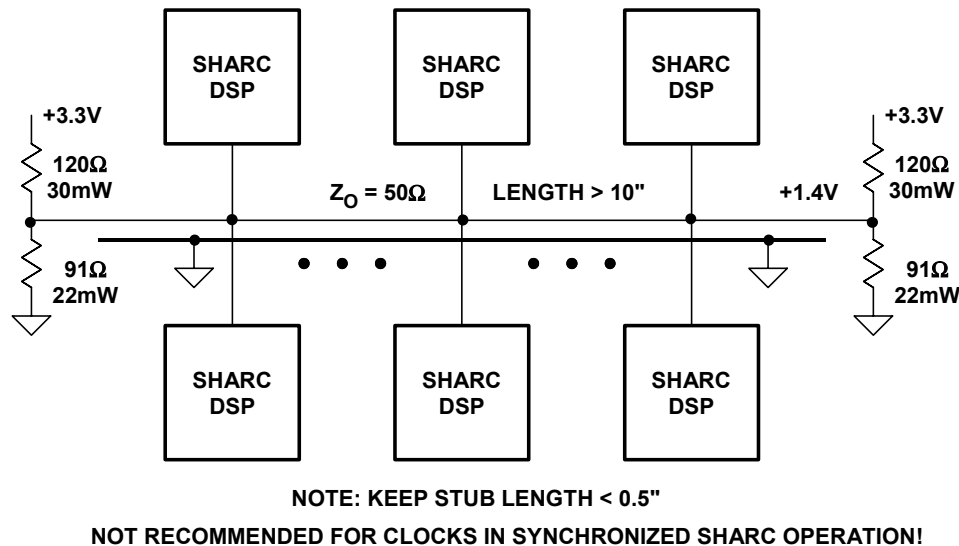 SHARC
DSP
SHARC
DSP
SHARC
DSP
+3.3V
120Ω
30mW
Z_O = 50Ω
LENGTH > 10"
+1.4V
+3.3V
120Ω
30mW
91Ω
22mW
91Ω
22mW
SHARC
DSP
SHARC
DSP
SHARC
DSP
NOTE: KEEP STUB LENGTH < 0.5"
NOT RECOMMENDED FOR CLOCKS IN SYNCHRONIZED SHARC OPERATION!